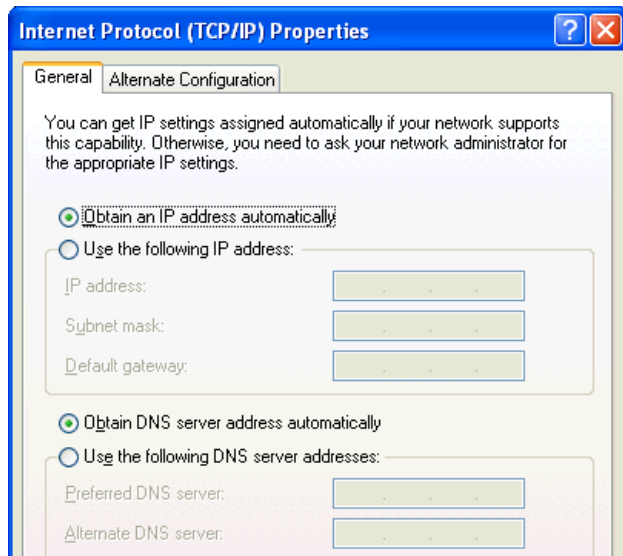 Internet Protocol (TCP/IP) Properties
General
Alternate Configuration
You can get IP settings assigned automatically if your network supports
this capability. Otherwise, you need to ask your network administrator for
the appropriate IP settings.
Obtain an IP address automatically
Use the following IP address:
IP address:
Subnet mask:
Default gateway:
Obtain DNS server address automatically
Use the following DNS server addresses:
Preferred DNS server:
Alternate DNS server: